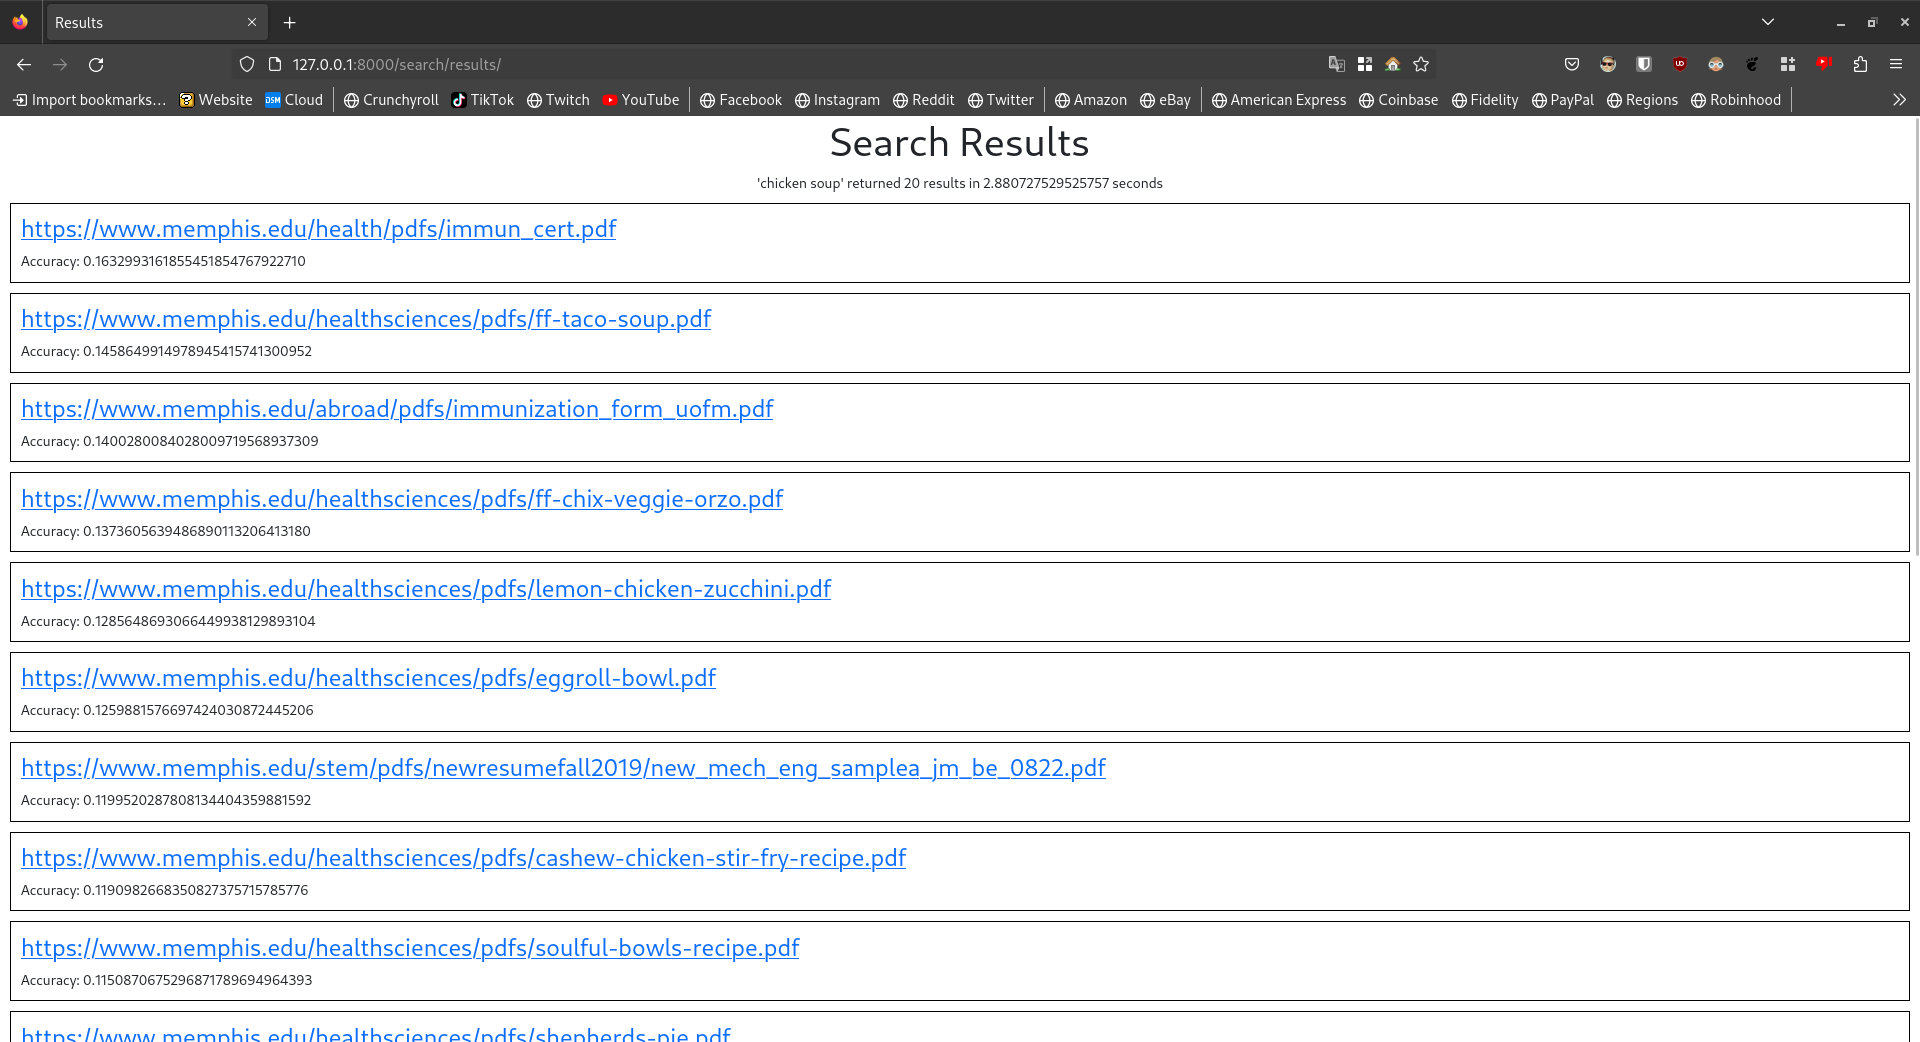 Results
127.0.0.1:8000/search/results/
Import bookmarks… Website Cloud Crunchyroll TikTok Twitch YouTube Facebook Instagram Reddit Twitter Amazon eBay American Express Coinbase Fidelity PayPal Regions Robinhood
Search Results
'chicken soup' returned 20 results in 2.880727529525757 seconds
https://www.memphis.edu/health/pdfs/immun_cert.pdf
Accuracy: 0.1632993161855451854767922710
https://www.memphis.edu/healthsciences/pdfs/ff-taco-soup.pdf
Accuracy: 0.1458649914978945415741300952
https://www.memphis.edu/abroad/pdfs/immunization_form_uofm.pdf
Accuracy: 0.1400280084028009719568937309
https://www.memphis.edu/healthsciences/pdfs/ff-chix-veggie-orzo.pdf
Accuracy: 0.1373605639486890113206413180
https://www.memphis.edu/healthsciences/pdfs/lemon-chicken-zucchini.pdf
Accuracy: 0.1285648693066449938129893104
https://www.memphis.edu/healthsciences/pdfs/eggroll-bowl.pdf
Accuracy: 0.1259881576697424030872445206
https://www.memphis.edu/stem/pdfs/newresumefall2019/new_mech_eng_samplea_jm_be_0822.pdf
Accuracy: 0.1199520287808134404359881592
https://www.memphis.edu/healthsciences/pdfs/cashew-chicken-stir-fry-recipe.pdf
Accuracy: 0.1190982668350827375715785776
https://www.memphis.edu/healthsciences/pdfs/soulful-bowls-recipe.pdf
Accuracy: 0.1150870675296871789694964393
https://www.memphis.edu/healthsciences/pdfs/shepherds-pie.pdf